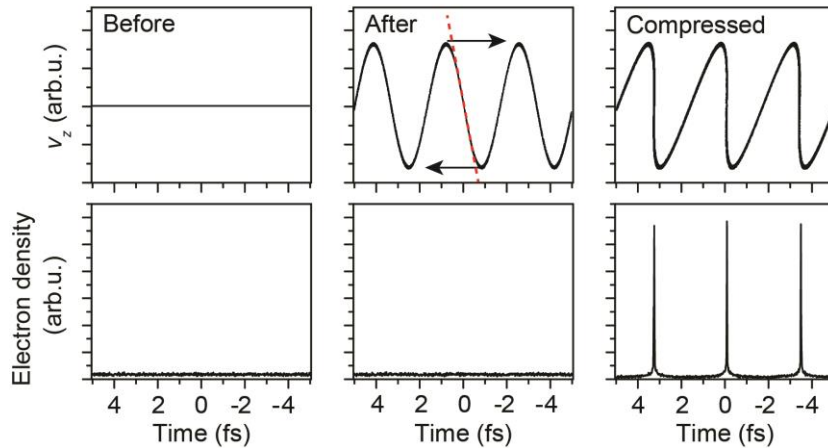 Before
After
Compressed
v_z (arb.u.)
Electron density
(arb.u.)
4 2 0 -2 -4
4 2 0 -2 -4
4 2 0 -2 -4
Time (fs)
Time (fs)
Time (fs)